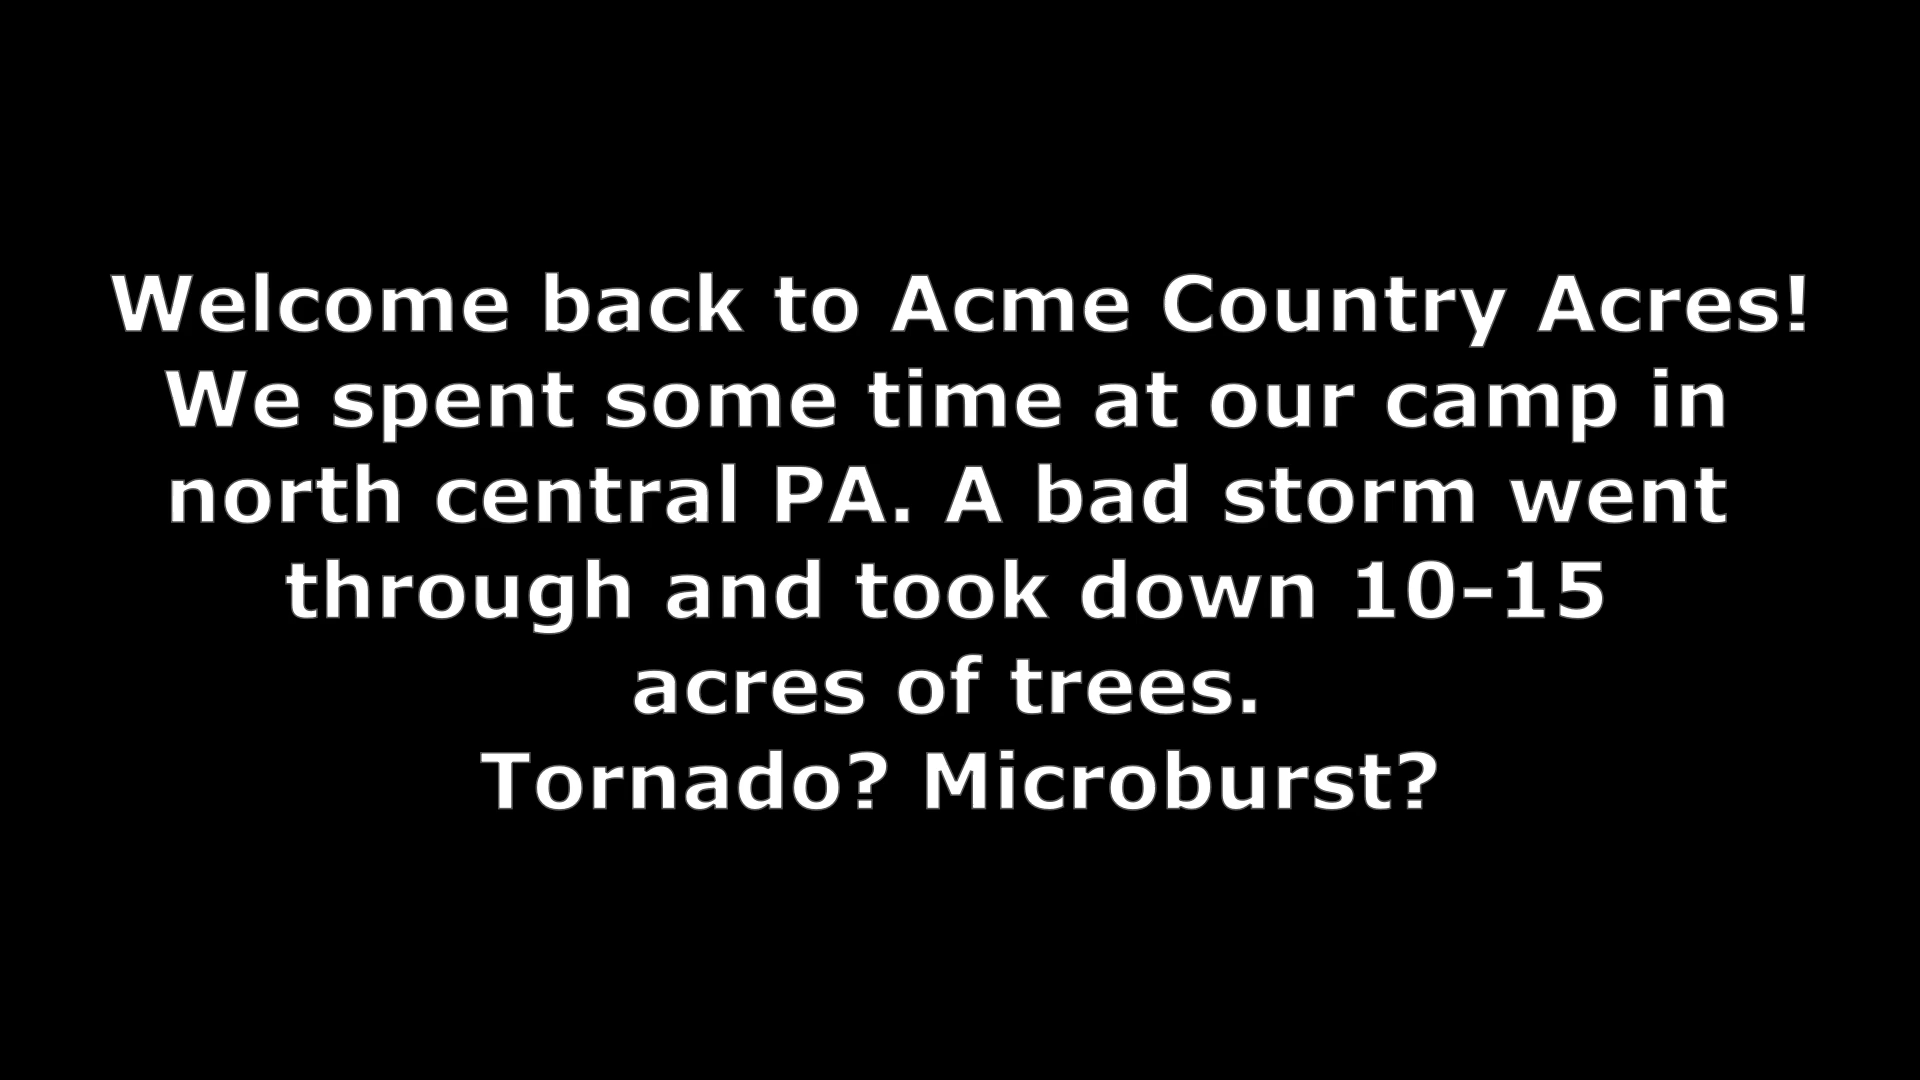 Welcome back to Acme Country Acres!
We spent some time at our camp in
north central PA. A bad storm went
through and took down 10-15
acres of trees.
Tornado? Microburst?